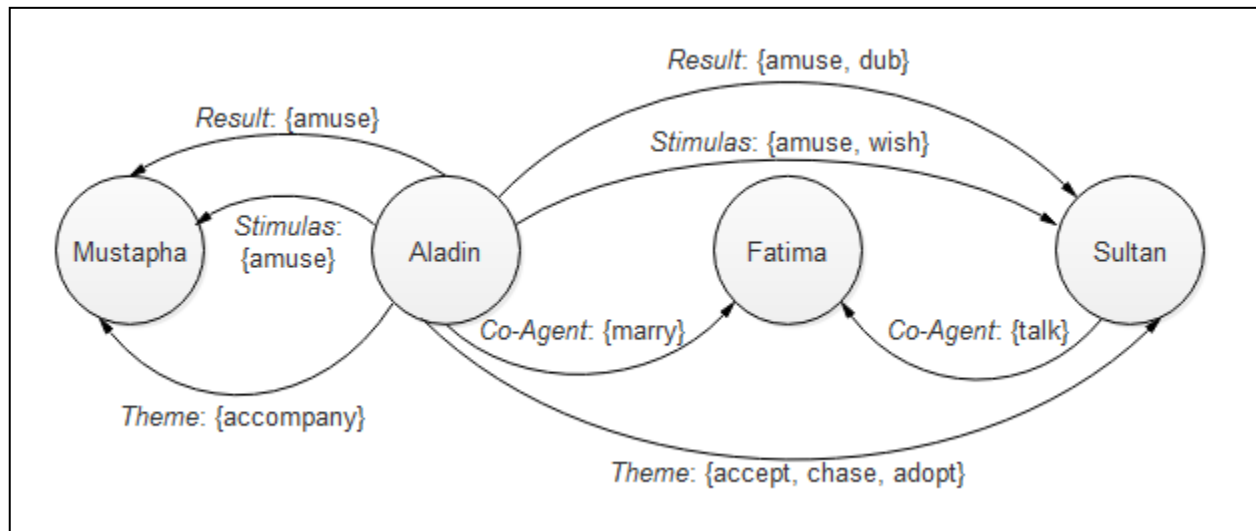 Result: {amuse, dub}
Result: {amuse}
Stimulas: {amuse, wish}
Stimulas:
{amuse}
Mustapha
Aladin
Fatima
Sultan
Co-Agent: {marry}
Co-Agent: {talk}
Theme: {accompany}
Theme: {accept, chase, adopt}